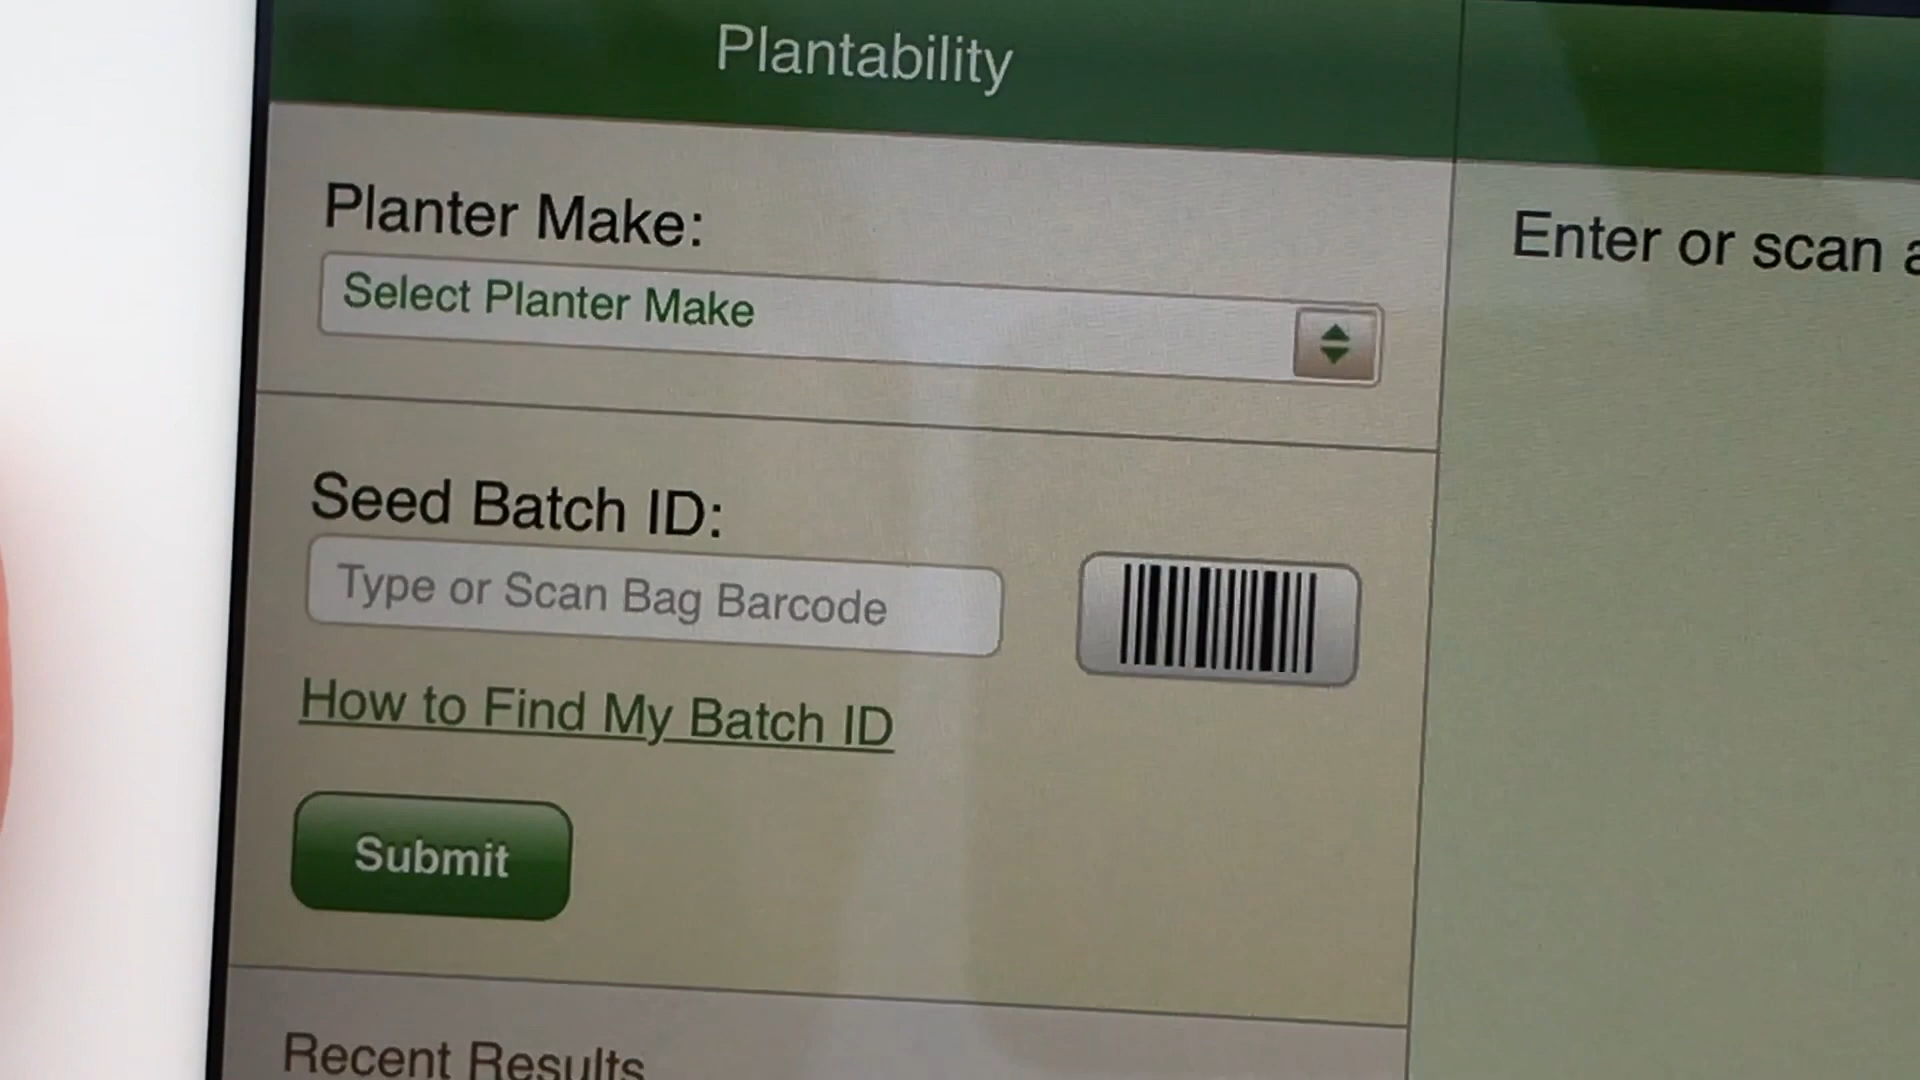 Plantability
Planter Make:
Select Planter Make
Seed Batch ID:
Type or Scan Bag Barcode
How to Find My Batch ID
Submit
Recent Results
Enter or scan